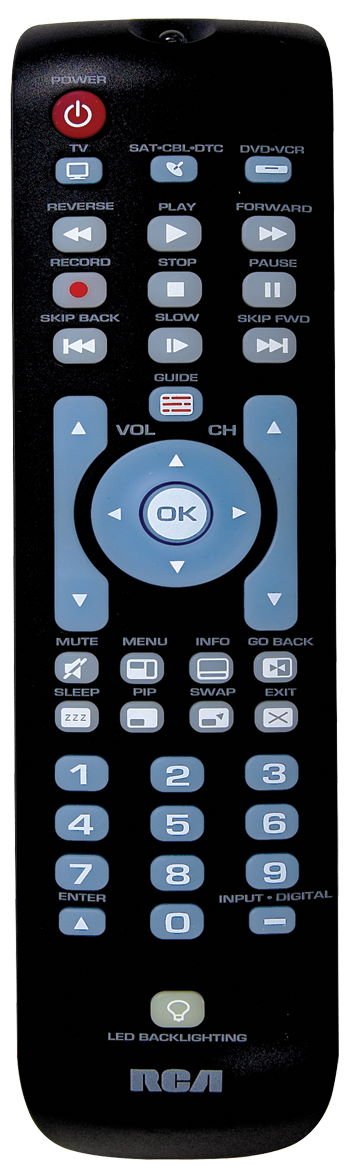 POWER
TV SAT•CBL•DTC DVD•VCR
REVERSE PLAY FORWARD
RECORD STOP PAUSE
SKIP BACK SLOW SKIP FWD
GUIDE
VOL CH
OK
MUTE MENU INFO GO BACK
SLEEP PIP SWAP EXIT
ZZZ
1 2 3
4 5 6
7 8 9
ENTER INPUT • DIGITAL
0 −
LED BACKLIGHTING
RCA